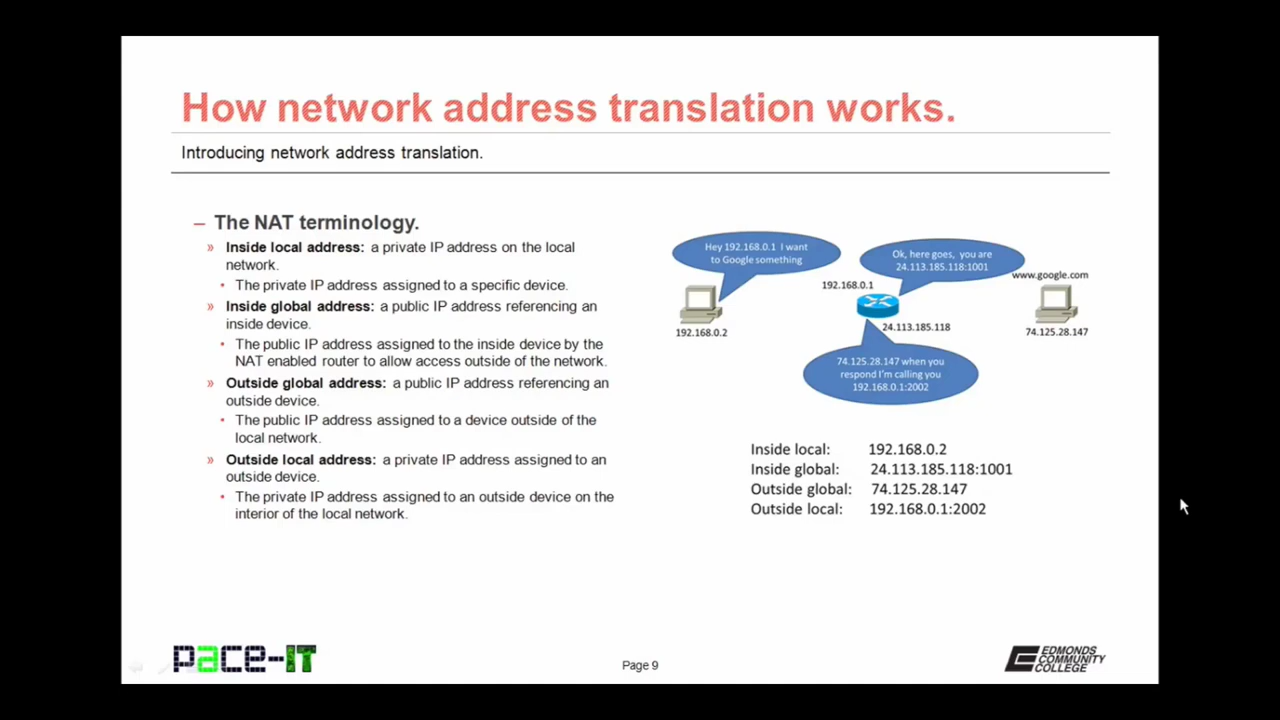 How network address translation works.
Introducing network address translation.
– The NAT terminology.
» Inside local address: a private IP address on the local
network.
• The private IP address assigned to a specific device.
» Inside global address: a public IP address referencing an
inside device.
• The public IP address assigned to the inside device by the
NAT enabled router to allow access outside of the network.
» Outside global address: a public IP address referencing an
outside device.
• The public IP address assigned to a device outside of the
local network.
» Outside local address: a private IP address assigned to an
outside device.
• The private IP address assigned to an outside device on the
interior of the local network.
Hey 192.168.0.1 I want
to Google something
Ok, here goes, you are
24.113.185.118:1001
www.google.com
192.168.0.1
192.168.0.2
24.113.185.118
74.125.28.147
74.125.28.147 when you
respond I'm calling you
192.168.0.1:2002
Inside local: 192.168.0.2
Inside global: 24.113.185.118:1001
Outside global: 74.125.28.147
Outside local: 192.168.0.1:2002
pace-IT
Page 9
EDMONDS
COMMUNITY
COLLEGE